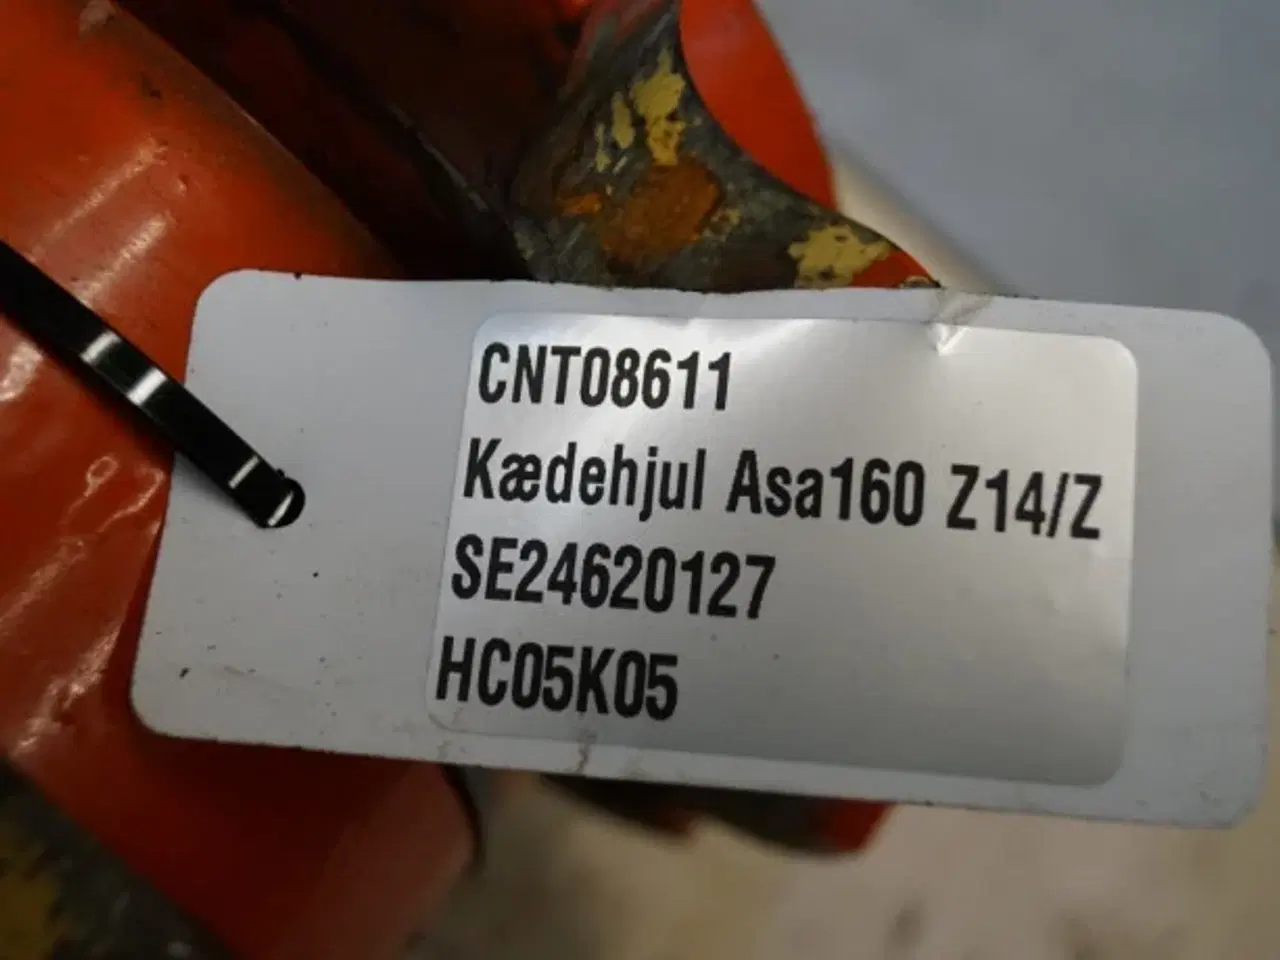 CNT08611
Kædehjul Asa160 Z14/Z
SE24620127
HC05K05